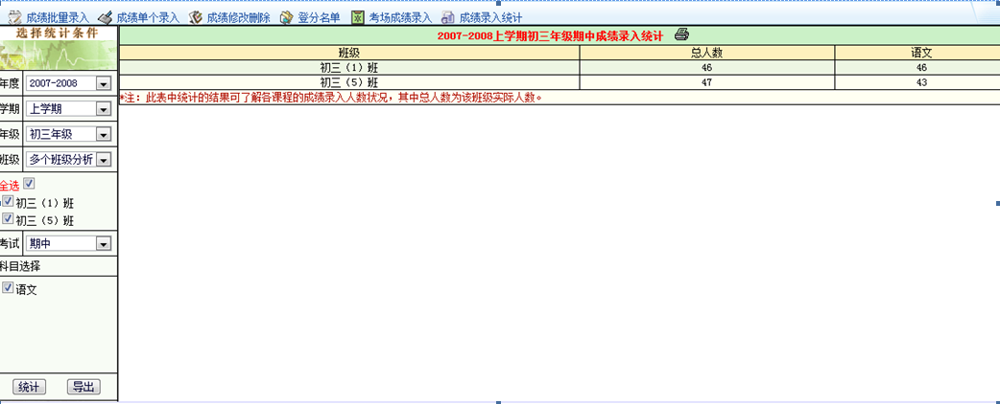 成绩批量录入 成绩单个录入 成绩修改删除 登分名单 考场成绩录入 成绩录入统计
选择统计条件
2007-2008上学期初三年级期中成绩录入统计
班级 总人数 语文
初三（1）班 46 46
初三（5）班 47 43
*注：此表中统计的结果可了解各课程的成绩录入人数状况，其中总人数为该班级实际人数。
年度 2007-2008
学期 上学期
年级 初三年级
班级 多个班级分析
全选
初三（1）班
初三（5）班
考试 期中
科目选择
语文
统计 导出